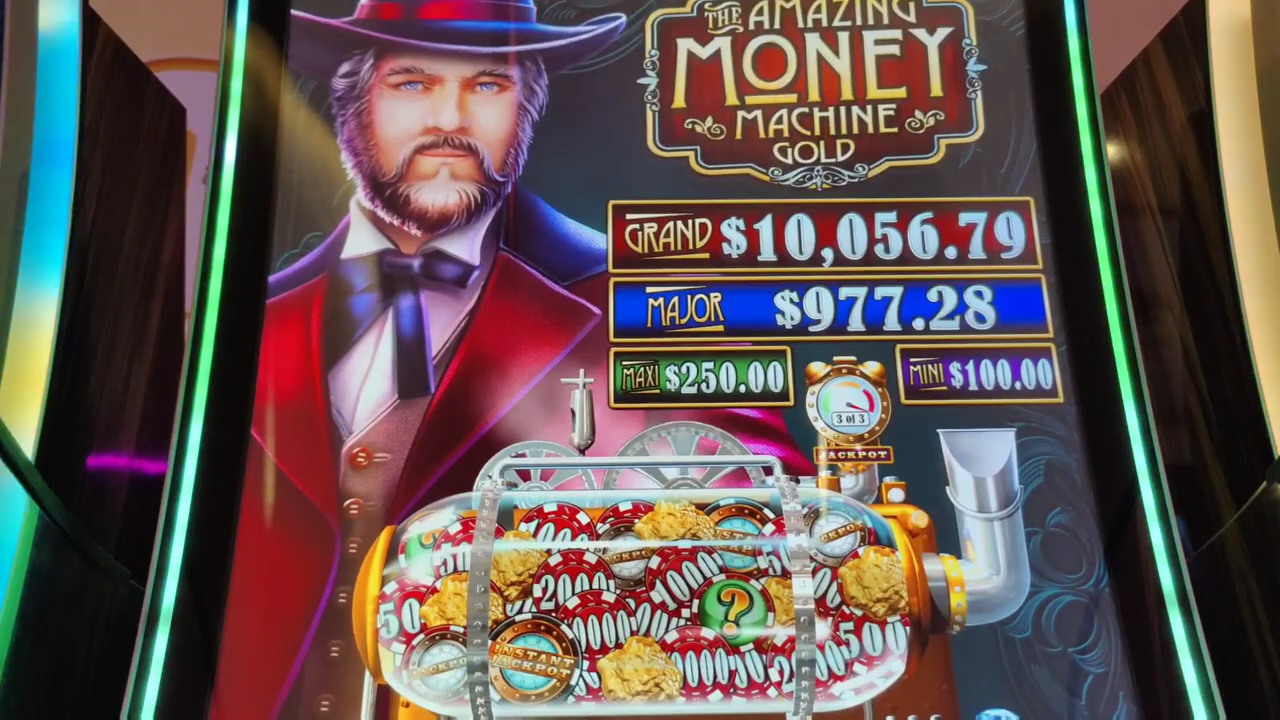 THE AMAZING
MONEY
MACHINE
GOLD
GRAND $10,056.79
MAJOR $977.28
MAXI $250.00
MINI $100.00
3 of 3
JACKPOT
2000
1000
?
50
500
INSTANT
JACKPOT